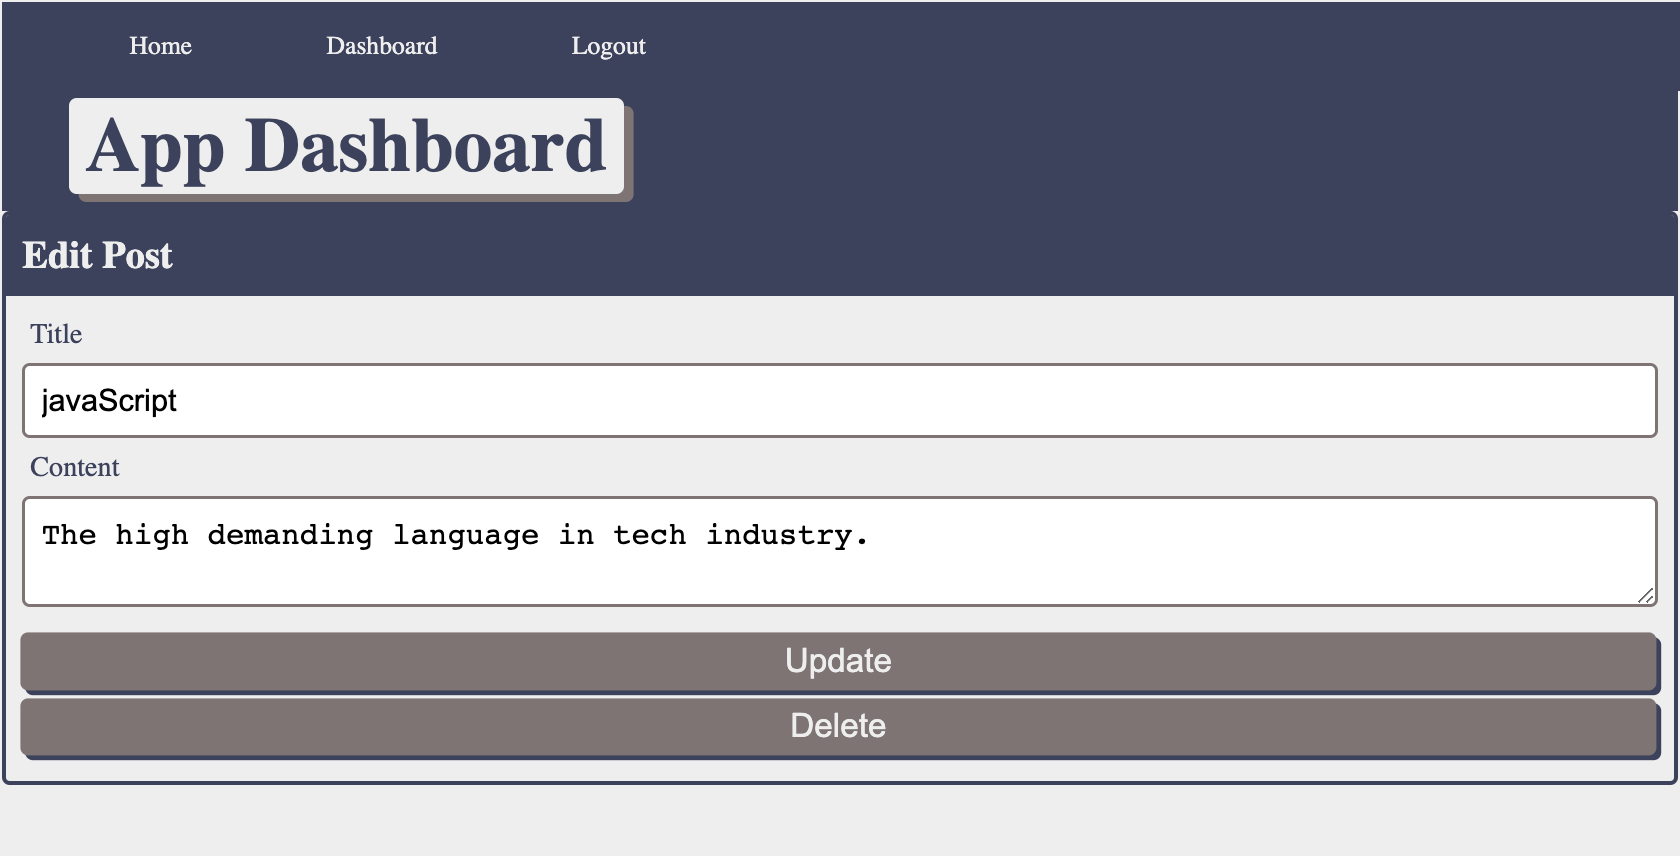 Home Dashboard Logout
App Dashboard
Edit Post
Title
javaScript
Content
The high demanding language in tech industry.
Update
Delete